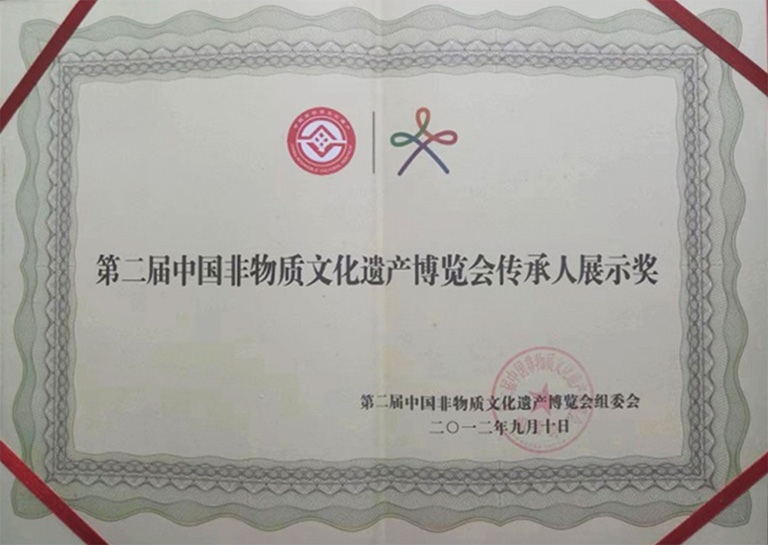 第二届中国非物质文化遗产博览会传承人展示奖
第二届中国非物质文化遗产博览会组委会
二〇一二年九月十日